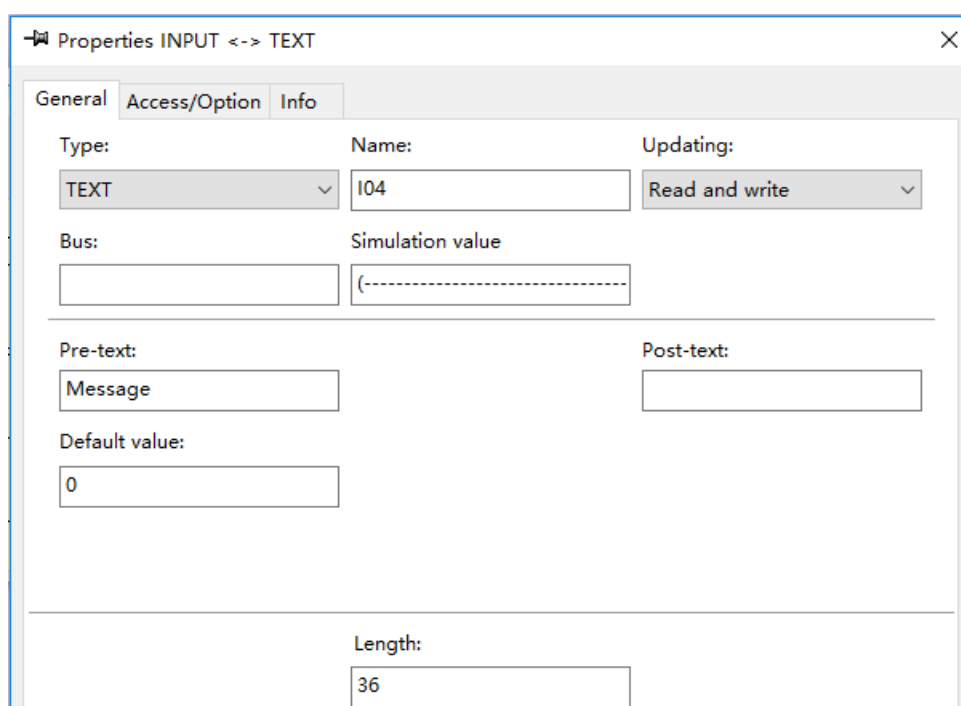 Properties INPUT <-> TEXT
General Access/Option Info
Type: Name: Updating:
TEXT I04 Read and write
Bus: Simulation value
(---------------------------------
Pre-text: Post-text:
Message
Default value:
0
Length:
36